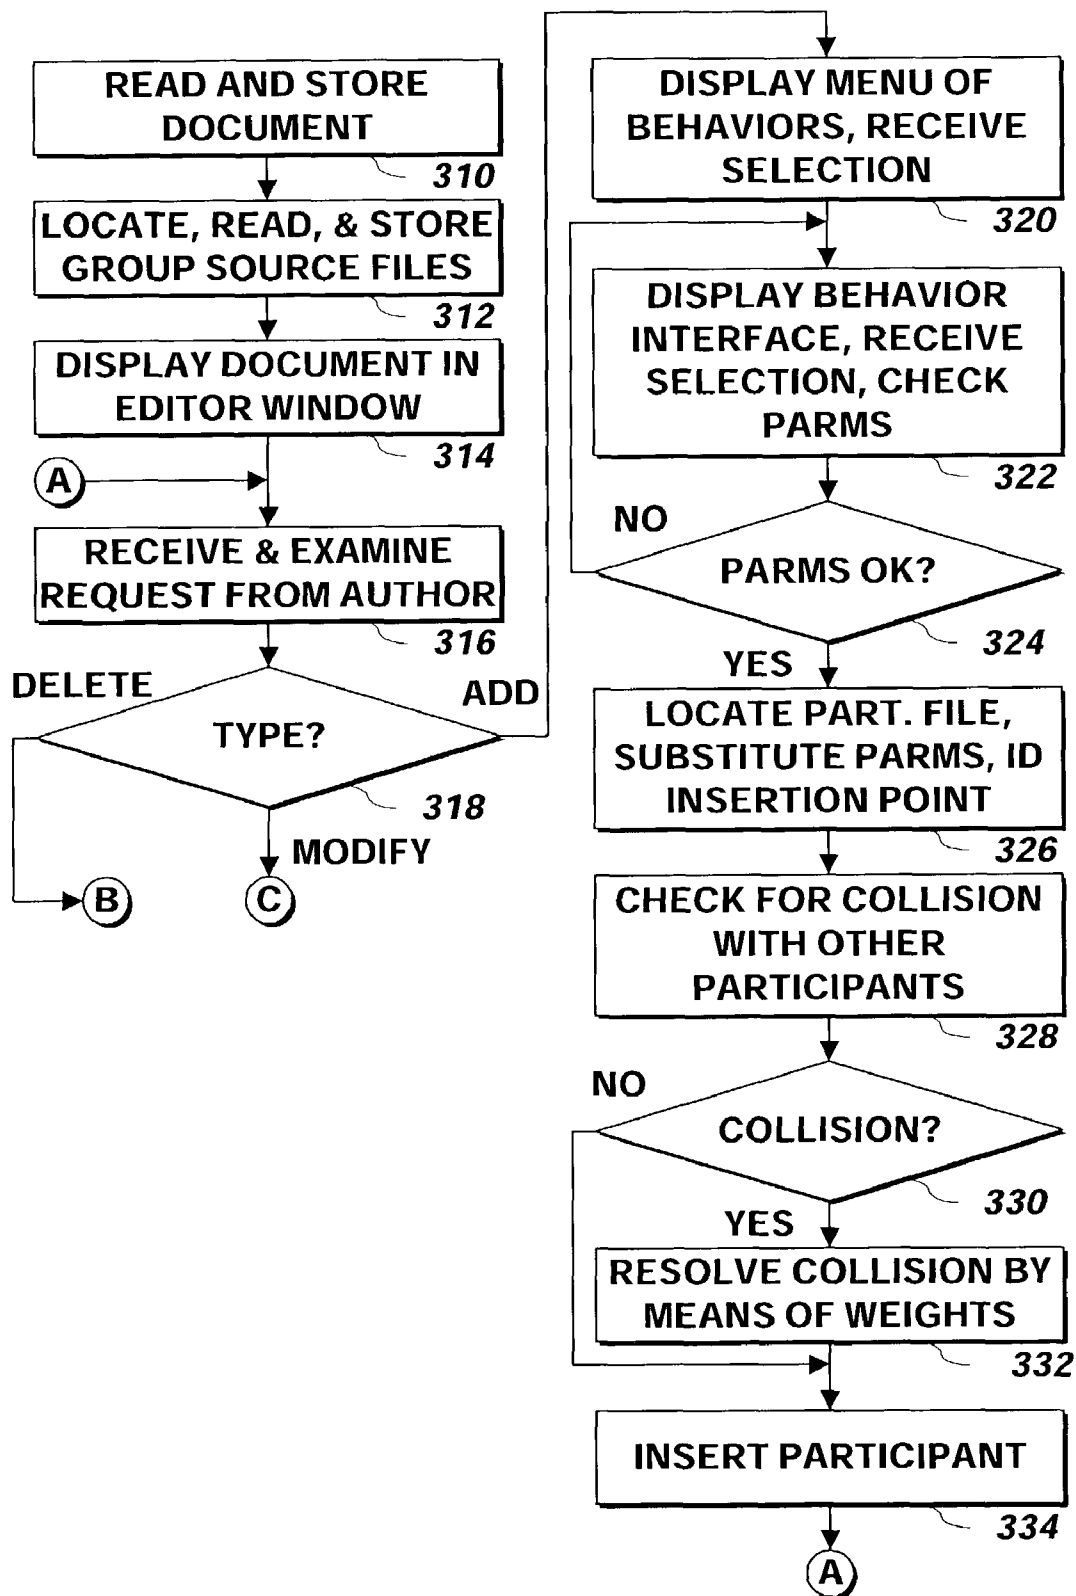 READ AND STORE
DOCUMENT
310
LOCATE, READ, & STORE
GROUP SOURCE FILES
312
DISPLAY DOCUMENT IN
EDITOR WINDOW
314
A
RECEIVE & EXAMINE
REQUEST FROM AUTHOR
316
DELETE
ADD
TYPE?
318
MODIFY
B
C
DISPLAY MENU OF
BEHAVIORS, RECEIVE
SELECTION
320
DISPLAY BEHAVIOR
INTERFACE, RECEIVE
SELECTION, CHECK
PARMS
322
NO
PARMS OK?
324
YES
LOCATE PART. FILE,
SUBSTITUTE PARMS, ID
INSERTION POINT
326
CHECK FOR COLLISION
WITH OTHER
PARTICIPANTS
328
NO
COLLISION?
330
YES
RESOLVE COLLISION BY
MEANS OF WEIGHTS
332
INSERT PARTICIPANT
334
A